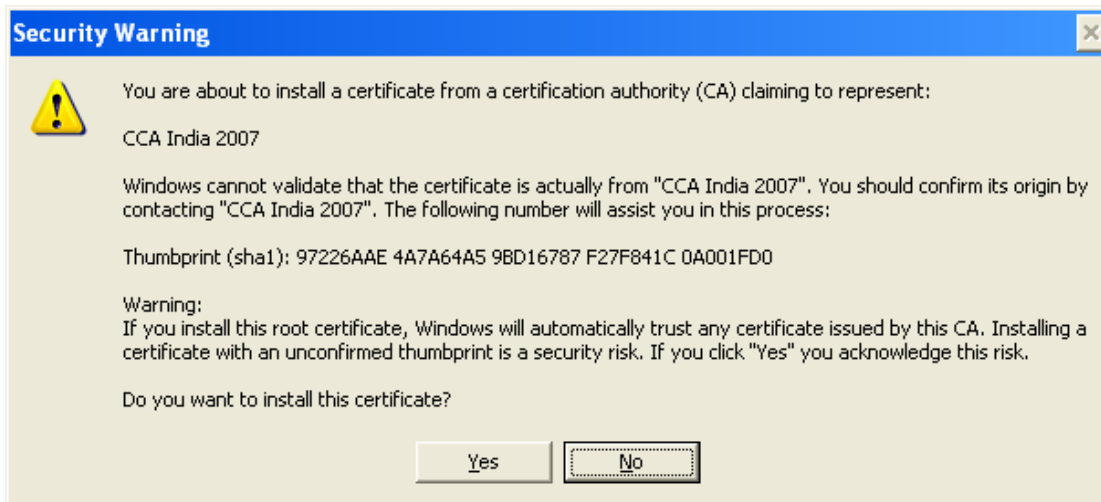 Security Warning
You are about to install a certificate from a certification authority (CA) claiming to represent:
CCA India 2007
Windows cannot validate that the certificate is actually from "CCA India 2007". You should confirm its origin by
contacting "CCA India 2007". The following number will assist you in this process:
Thumbprint (sha1): 97226AAE 4A7A64A5 9BD16787 F27F841C 0A001FD0
Warning:
If you install this root certificate, Windows will automatically trust any certificate issued by this CA. Installing a
certificate with an unconfirmed thumbprint is a security risk. If you click "Yes" you acknowledge this risk.
Do you want to install this certificate?
Yes No